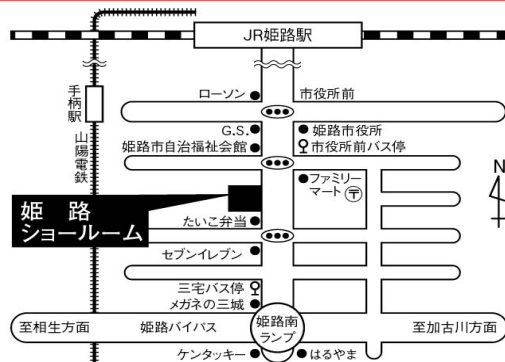 JR姫路駅
手柄駅
山陽電鉄
ローソン
市役所前
G.S.
姫路市役所
姫路市自治福祉会館
市役所前バス停
ファミリー
マート
〒
N
姫路
ショールーム
たいこ弁当
セブンイレブン
三宅バス停
メガネの三城
至相生方面
姫路バイパス
姫路南
ランプ
至加古川方面
ケンタッキー
はるやま